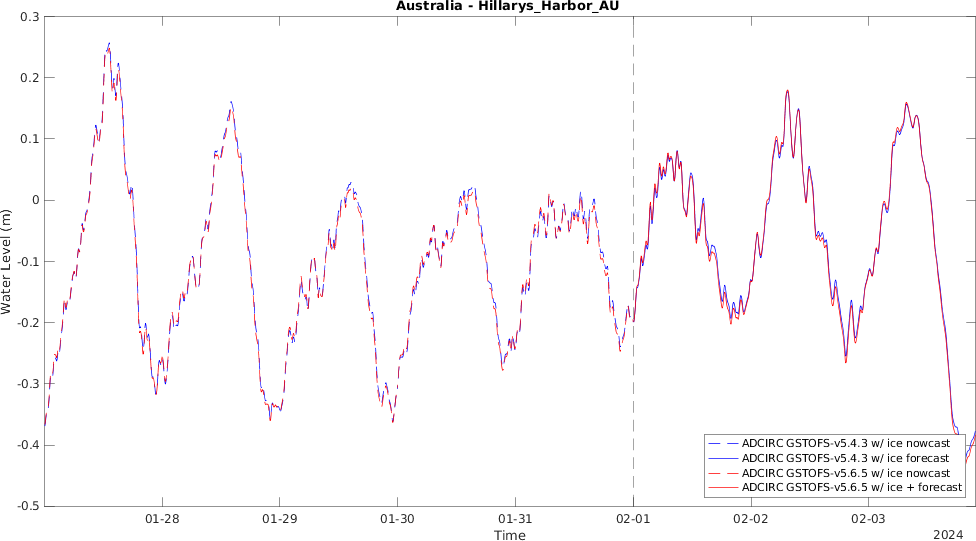 Australia - Hillarys_Harbor_AU
0.3
0.2
0.1
0
-0.1
-0.2
-0.3
-0.4
-0.5
Water Level (m)
ADCIRC GSTOFS-v5.4.3 w/ ice nowcast
ADCIRC GSTOFS-v5.4.3 w/ ice forecast
ADCIRC GSTOFS-v5.6.5 w/ ice nowcast
ADCIRC GSTOFS-v5.6.5 w/ ice + forecast
01-28
01-29
01-30
01-31
02-01
02-02
02-03
Time
2024